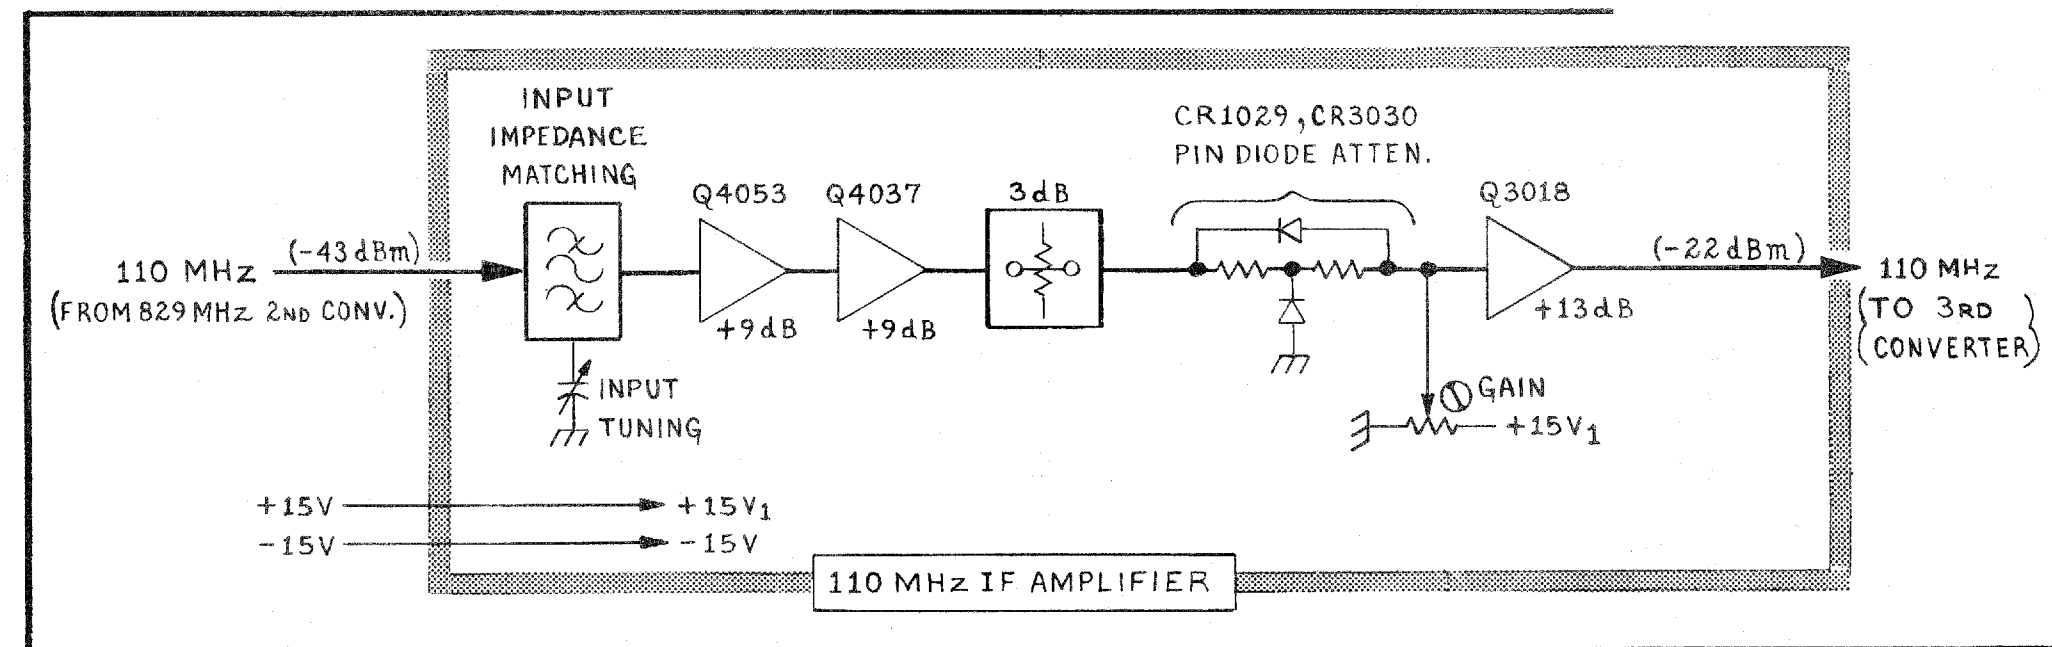 INPUT
IMPEDANCE
MATCHING
CR1029, CR3030
PIN DIODE ATTEN.
Q4053
Q4037
3dB
Q3018
(-43dBm)
110 MHz
(FROM 829 MHz 2ND CONV.)
+9dB
+9dB
+13dB
(-22dBm)
110 MHz
(TO 3RD
CONVERTER)
INPUT
TUNING
GAIN
+15V1
+15V
+15V1
-15V
-15V
110 MHz IF AMPLIFIER